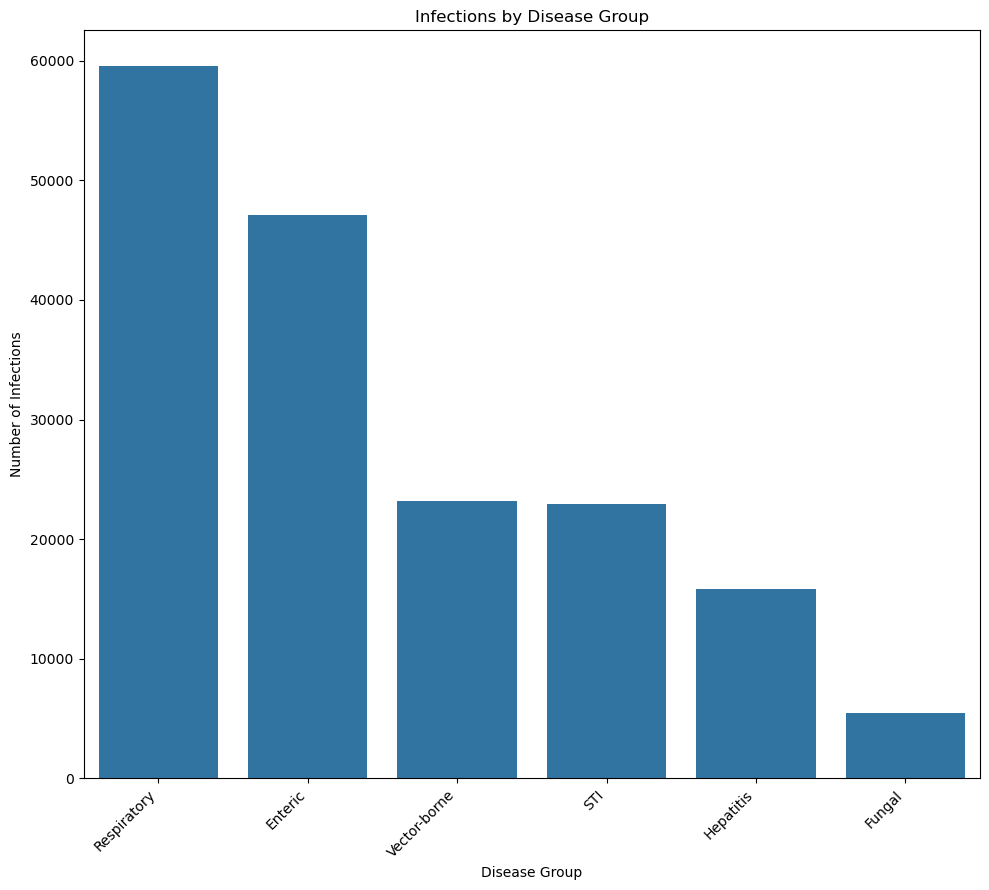 Infections by Disease Group
60000
50000
40000
30000
20000
10000
0
Number of Infections
Respiratory
Enteric
Vector-borne
STI
Hepatitis
Fungal
Disease Group